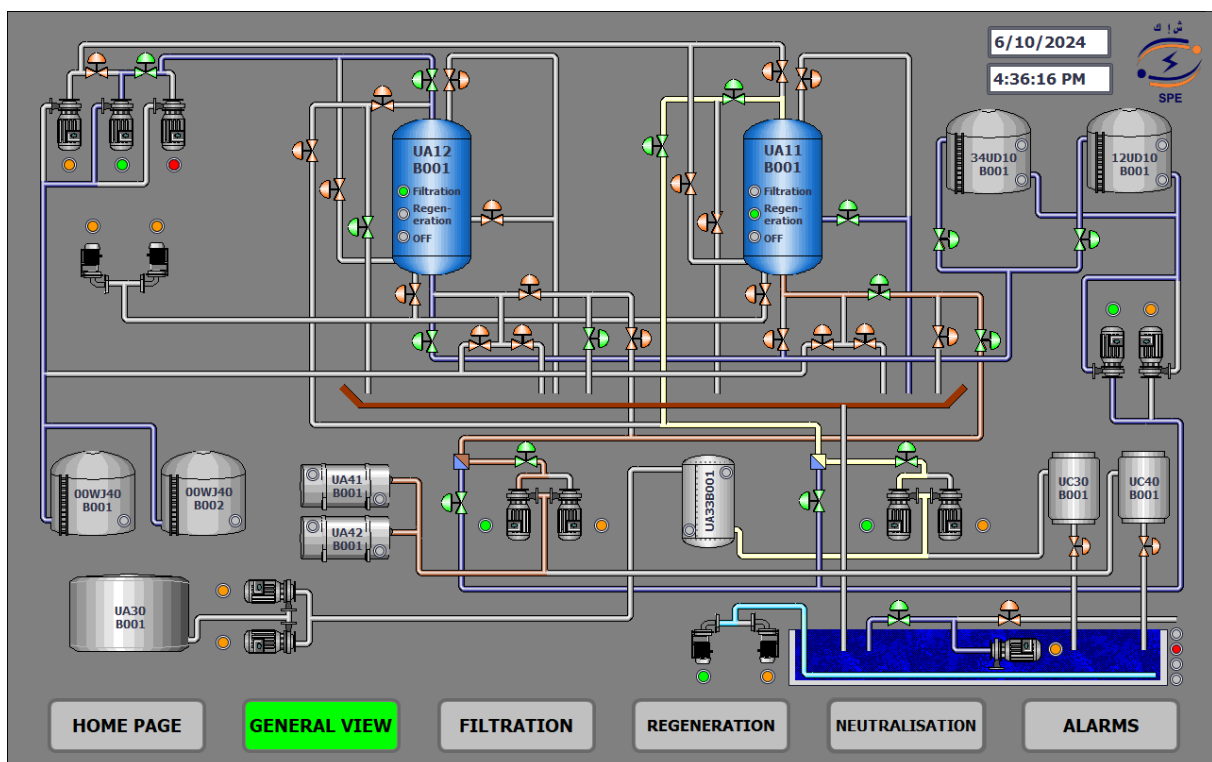 6/10/2024
ش إ ك
4:36:16 PM
SPE
UA12
B001
Filtration
Regen-
eration
OFF
UA11
B001
Filtration
Regen-
eration
OFF
34UD10
B001
12UD10
B001
00WJ40
B001
00WJ40
B002
UA41
B001
UA42
B001
UA33B001
UC30
B001
UC40
B001
UA30
B001
HOME PAGE
GENERAL VIEW
FILTRATION
REGENERATION
NEUTRALISATION
ALARMS